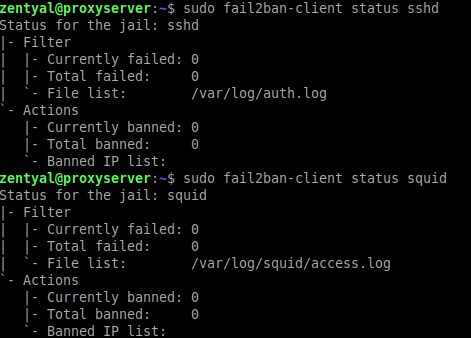 zentyal@proxyserver:~$ sudo fail2ban-client status sshd
Status for the jail: sshd
|- Filter
|  |- Currently failed: 0
|  |- Total failed:     0
|  `- File list:        /var/log/auth.log
`- Actions
   |- Currently banned: 0
   |- Total banned:     0
   `- Banned IP list:
zentyal@proxyserver:~$ sudo fail2ban-client status squid
Status for the jail: squid
|- Filter
|  |- Currently failed: 0
|  |- Total failed:     0
|  `- File list:        /var/log/squid/access.log
`- Actions
   |- Currently banned: 0
   |- Total banned:     0
   `- Banned IP list: